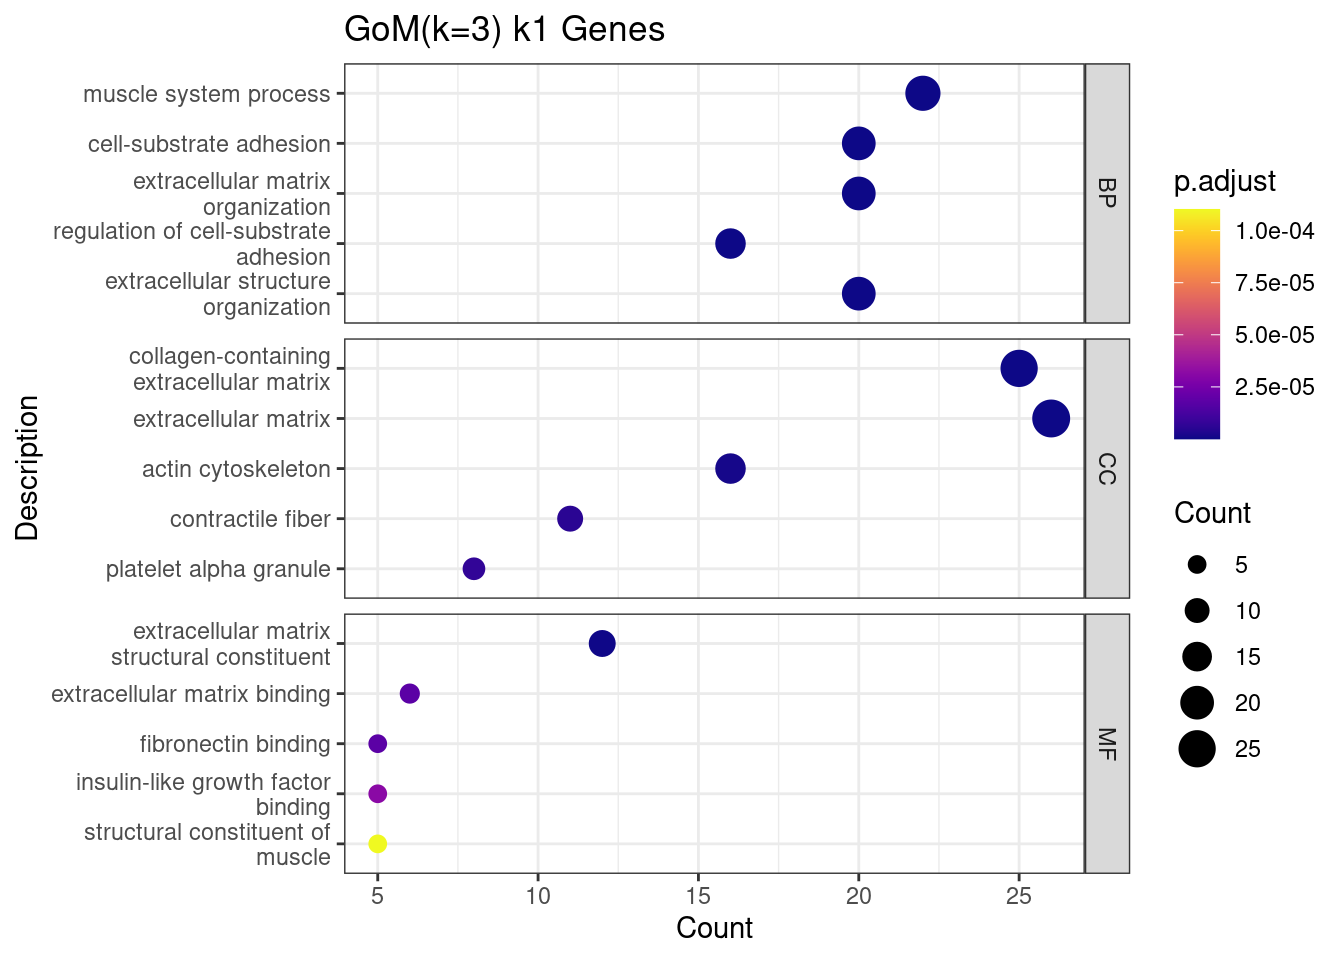 GoM(k=3) k1 Genes
muscle system process
cell-substrate adhesion
extracellular matrix
organization
regulation of cell-substrate
adhesion
extracellular structure
organization
BP
collagen-containing
extracellular matrix
extracellular matrix
actin cytoskeleton
contractile fiber
platelet alpha granule
CC
extracellular matrix
structural constituent
extracellular matrix binding
fibronectin binding
insulin-like growth factor
binding
structural constituent of
muscle
MF
Description
5
10
15
20
25
Count
p.adjust
1.0e-04
7.5e-05
5.0e-05
2.5e-05
Count
5
10
15
20
25